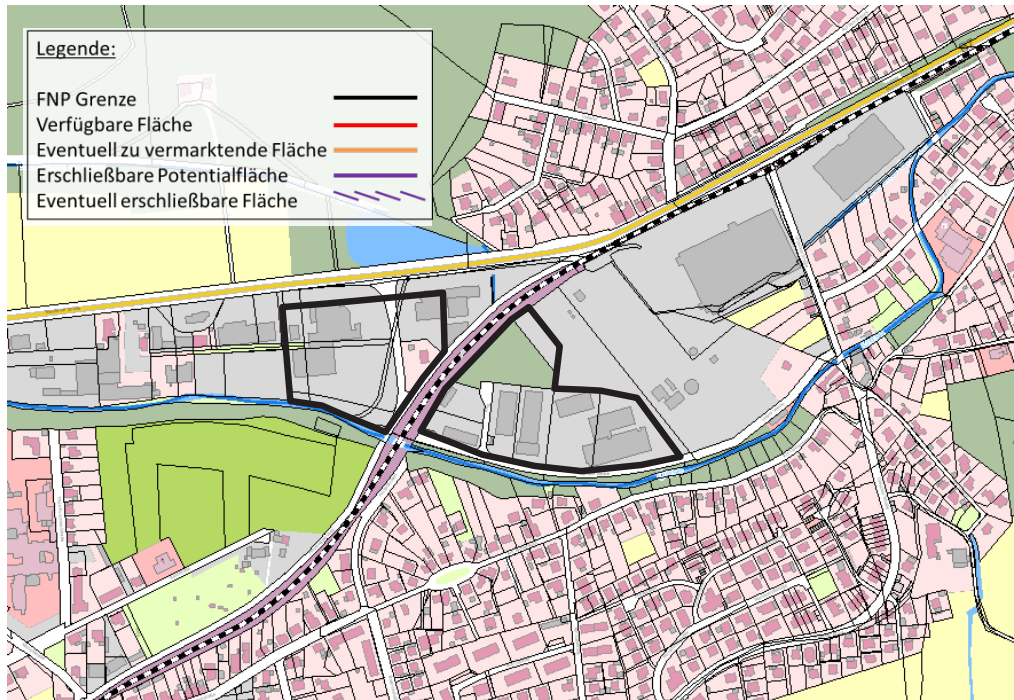 Legende:
FNP Grenze
Verfügbare Fläche
Eventuell zu vermarktende Fläche
Erschließbare Potentialfläche
Eventuell erschließbare Fläche